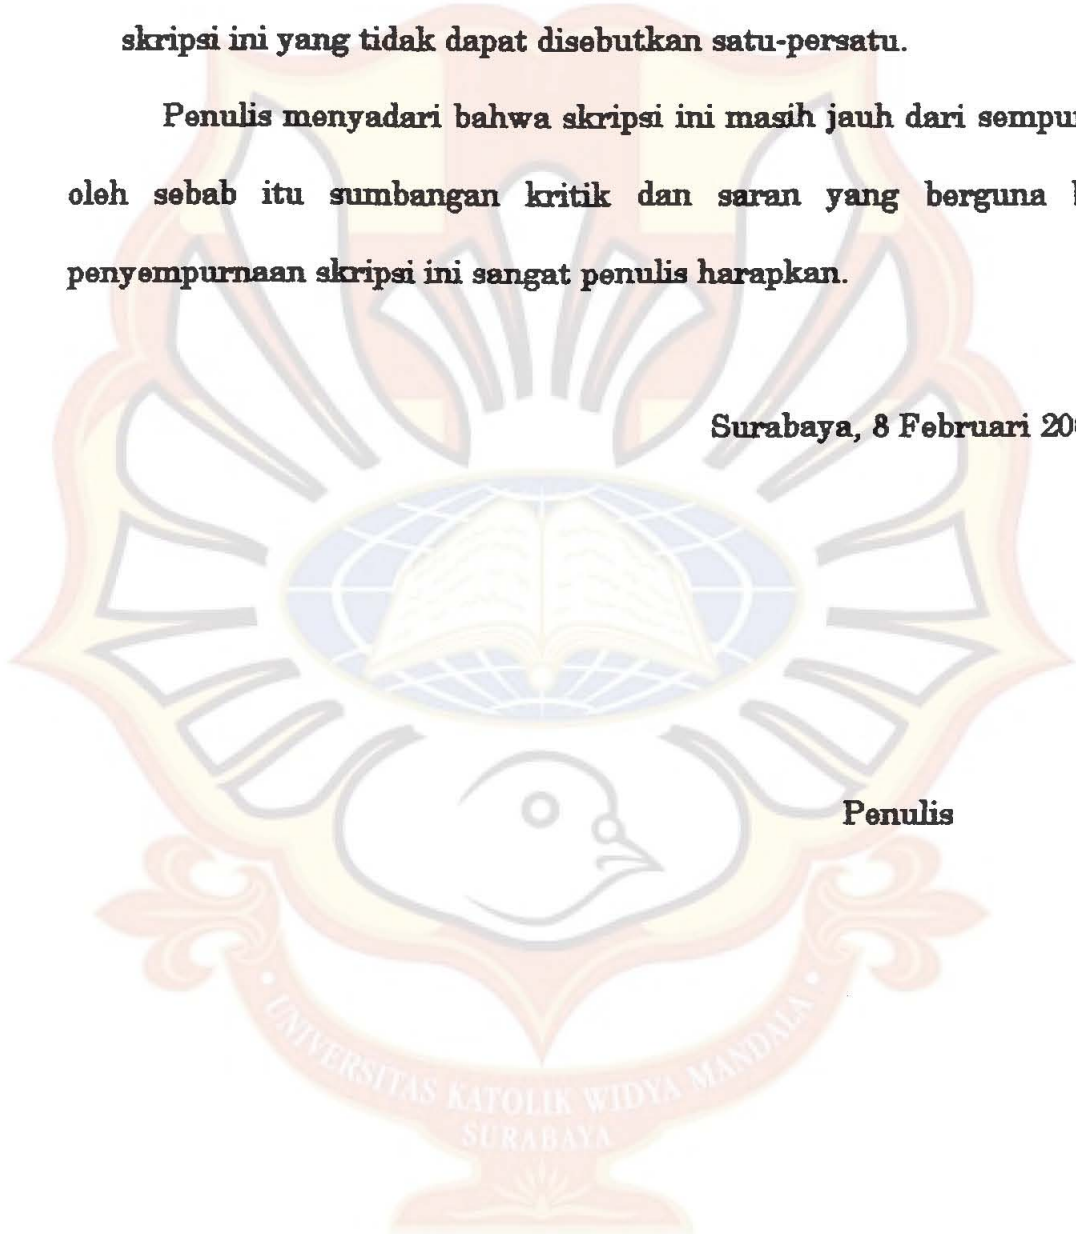 skripsi ini yang tidak dapat disebutkan satu-persatu.
Penulis menyadari bahwa skripsi ini masih jauh dari sempur
oleh sebab itu sumbangan kritik dan saran yang berguna
penyempurnaan skripsi ini sangat penulis harapkan.
Surabaya, 8 Februari 20
Penulis
• UNIVERSITAS KATOLIK WIDYA MANDALA •
SURABAYA